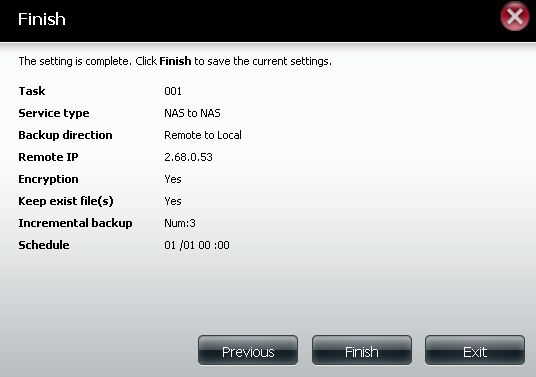 Finish
The setting is complete. Click Finish to save the current settings.
Task 001
Service type NAS to NAS
Backup direction Remote to Local
Remote IP 2.68.0.53
Encryption Yes
Keep exist file(s) Yes
Incremental backup Num:3
Schedule 01 /01 00 :00
Previous Finish Exit